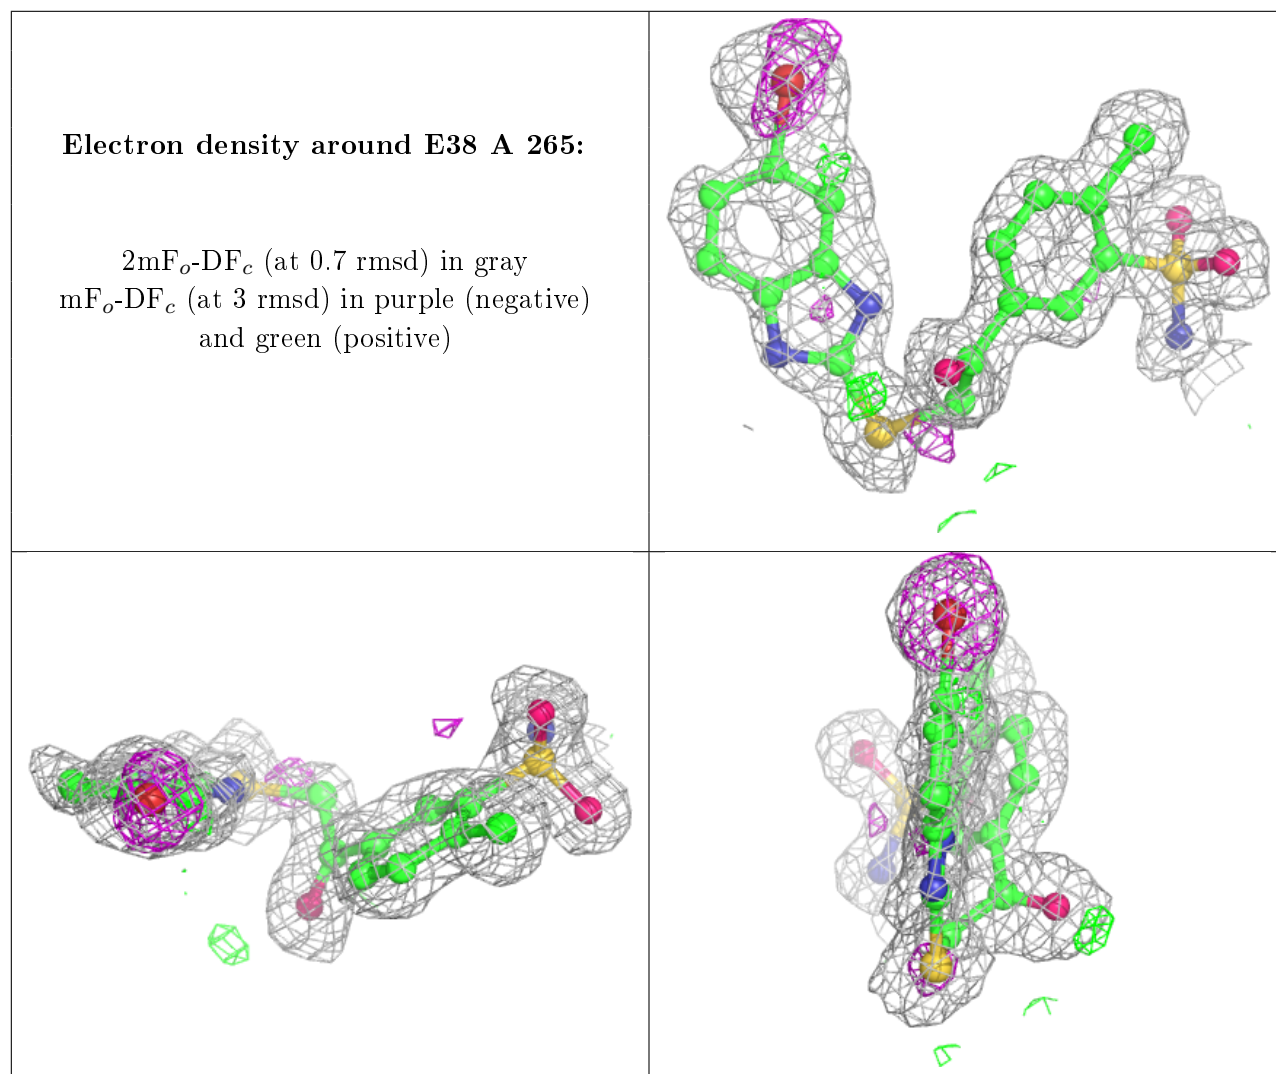 Electron density around E38 A 265:
2mFₒ-DF𝒸 (at 0.7 rmsd) in gray
mFₒ-DF𝒸 (at 3 rmsd) in purple (negative)
and green (positive)